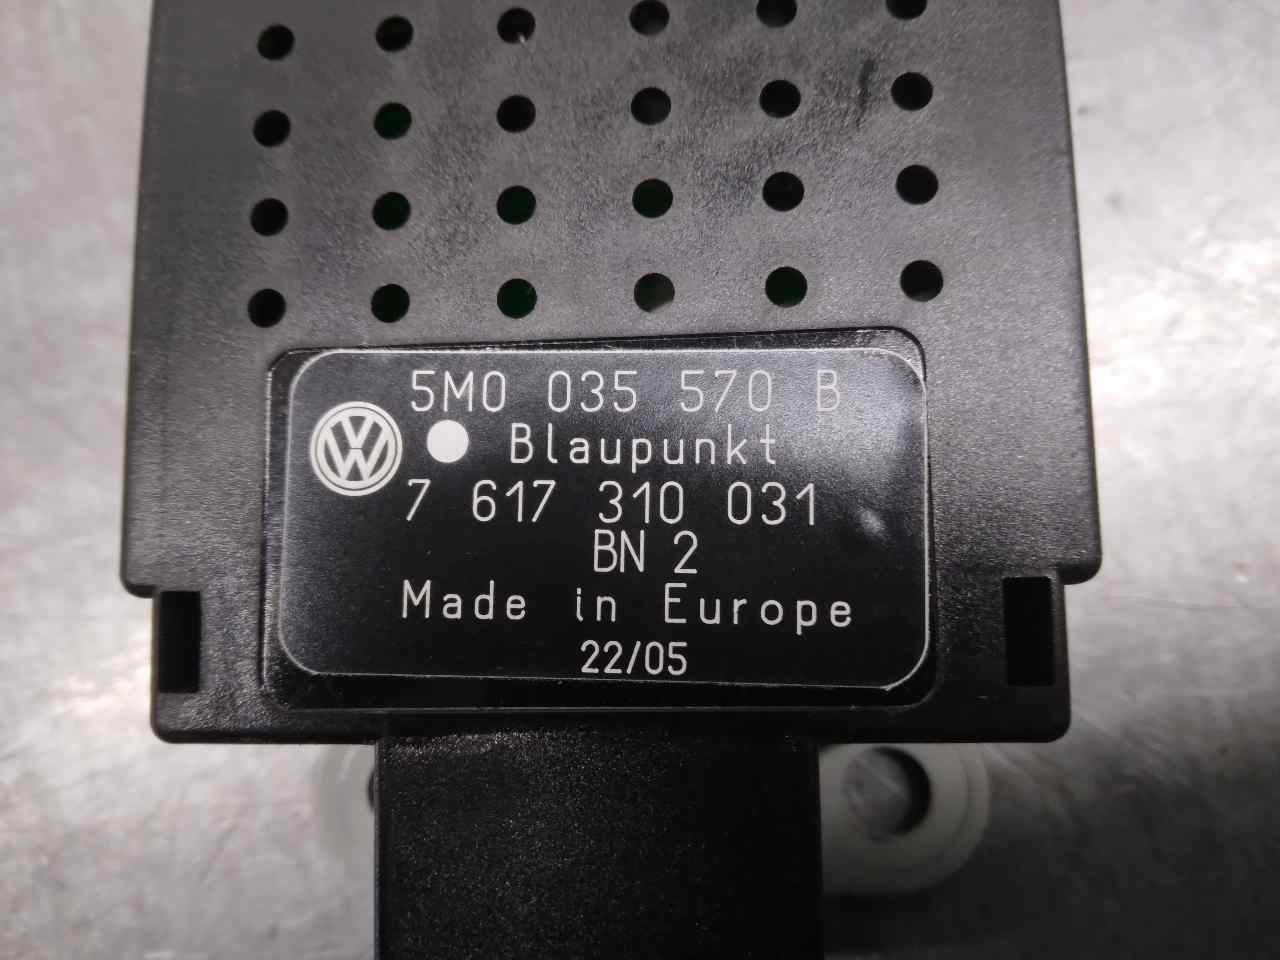 5M0 035 570 B
Blaupunkt
7 617 310 031
BN 2
Made in Europe
22/05